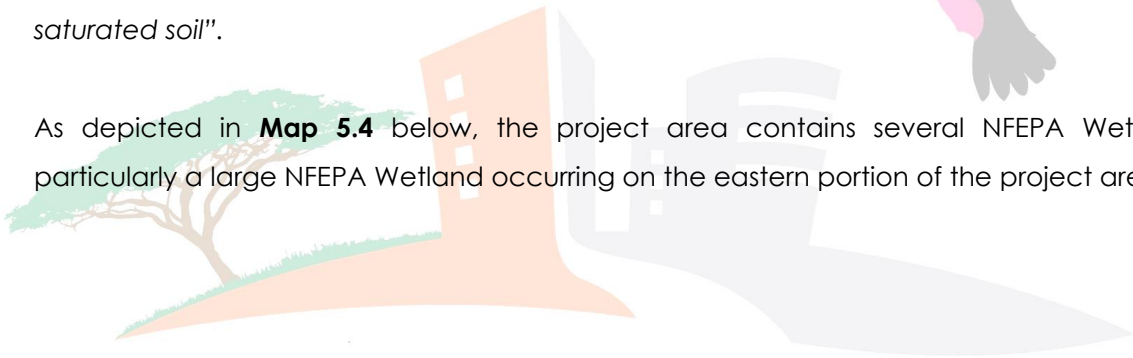 saturated soil”.
As depicted in Map 5.4 below, the project area contains several NFEPA
particularly a large NFEPA Wetland occurring on the eastern portion of the project